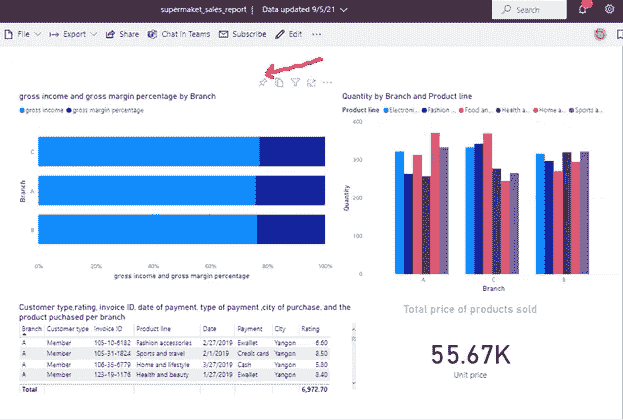 supermaket_sales_report | Data updated 9/5/21
Search
File Export Share Chat in Teams Subscribe Edit ...
gross income and gross margin percentage by Branch
gross income gross margin percentage
C
A
B
Branch
0% 20% 40% 60% 80% 100%
gross income and gross margin percentage
Quantity by Branch and Product line
Product line Electroni... Fashion ... Food an... Health a... Home a... Sports a...
400
300
200
100
0
Quantity
A C B
Branch
Customer type,rating, invoice ID, date of payment, type of payment ,city of purchase, and the
product puchased per branch
Branch Customer type Invoice ID Product line Date Payment City Rating
A Member 105-10-6182 Fashion accessories 2/27/2019 Ewallet Yangon 6.60
A Member 105-31-1824 Sports and travel 2/1/2019 Credit card Yangon 8.50
A Member 106-35-6779 Home and lifestyle 3/27/2019 Cash Yangon 5.80
A Member 123-19-1176 Health and beauty 1/27/2019 Ewallet Yangon 8.40
Total 6,972.70
Total price of products sold
55.67K
Unit price